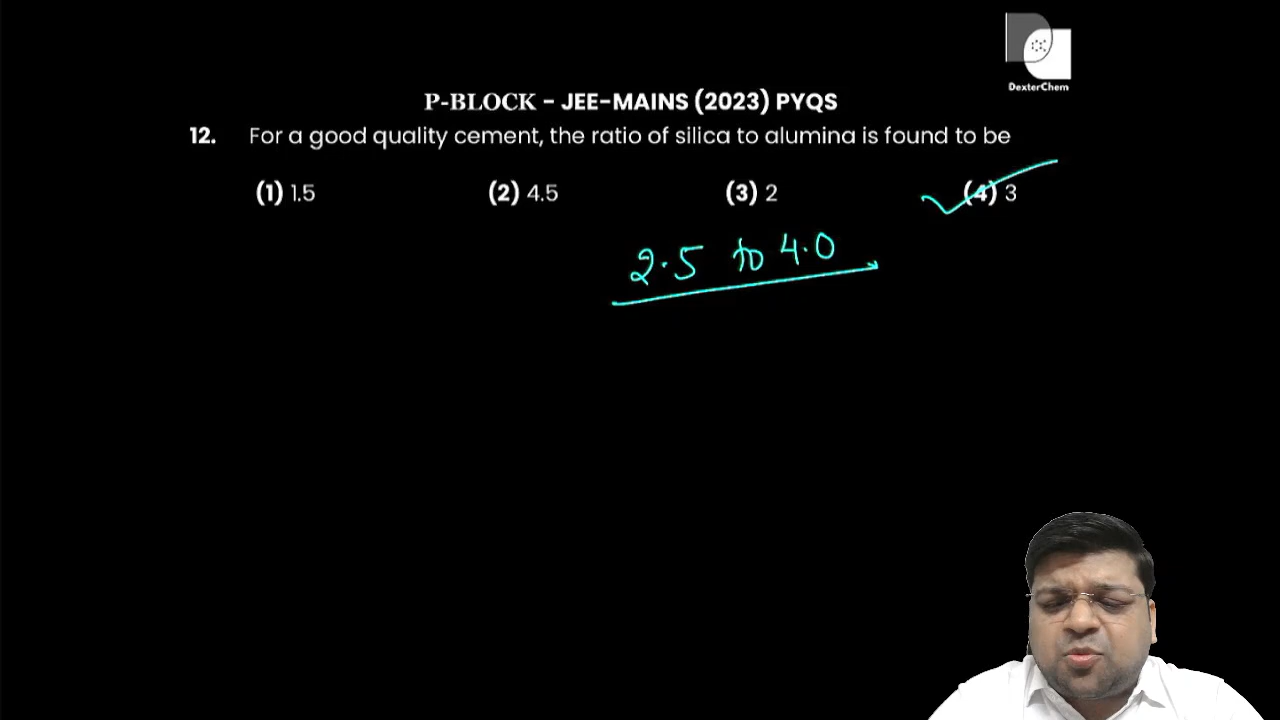 DexterChem
P-BLOCK - JEE-MAINS (2023) PYQS
12. For a good quality cement, the ratio of silica to alumina is found to be
(1) 1.5 (2) 4.5 (3) 2 (4) 3
2.5 to 4.0